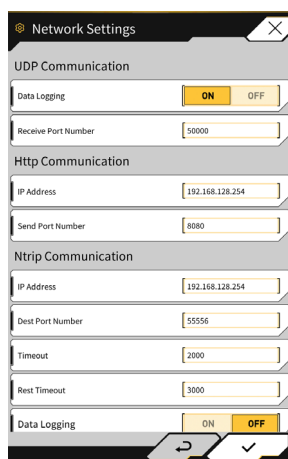 Network Settings
UDP Communication
Data Logging ON OFF
Receive Port Number 50000
Http Communication
IP Address 192.168.128.254
Send Port Number 8080
Ntrip Communication
IP Address 192.168.128.254
Dest Port Number 55556
Timeout 2000
Rest Timeout 3000
Data Logging ON OFF